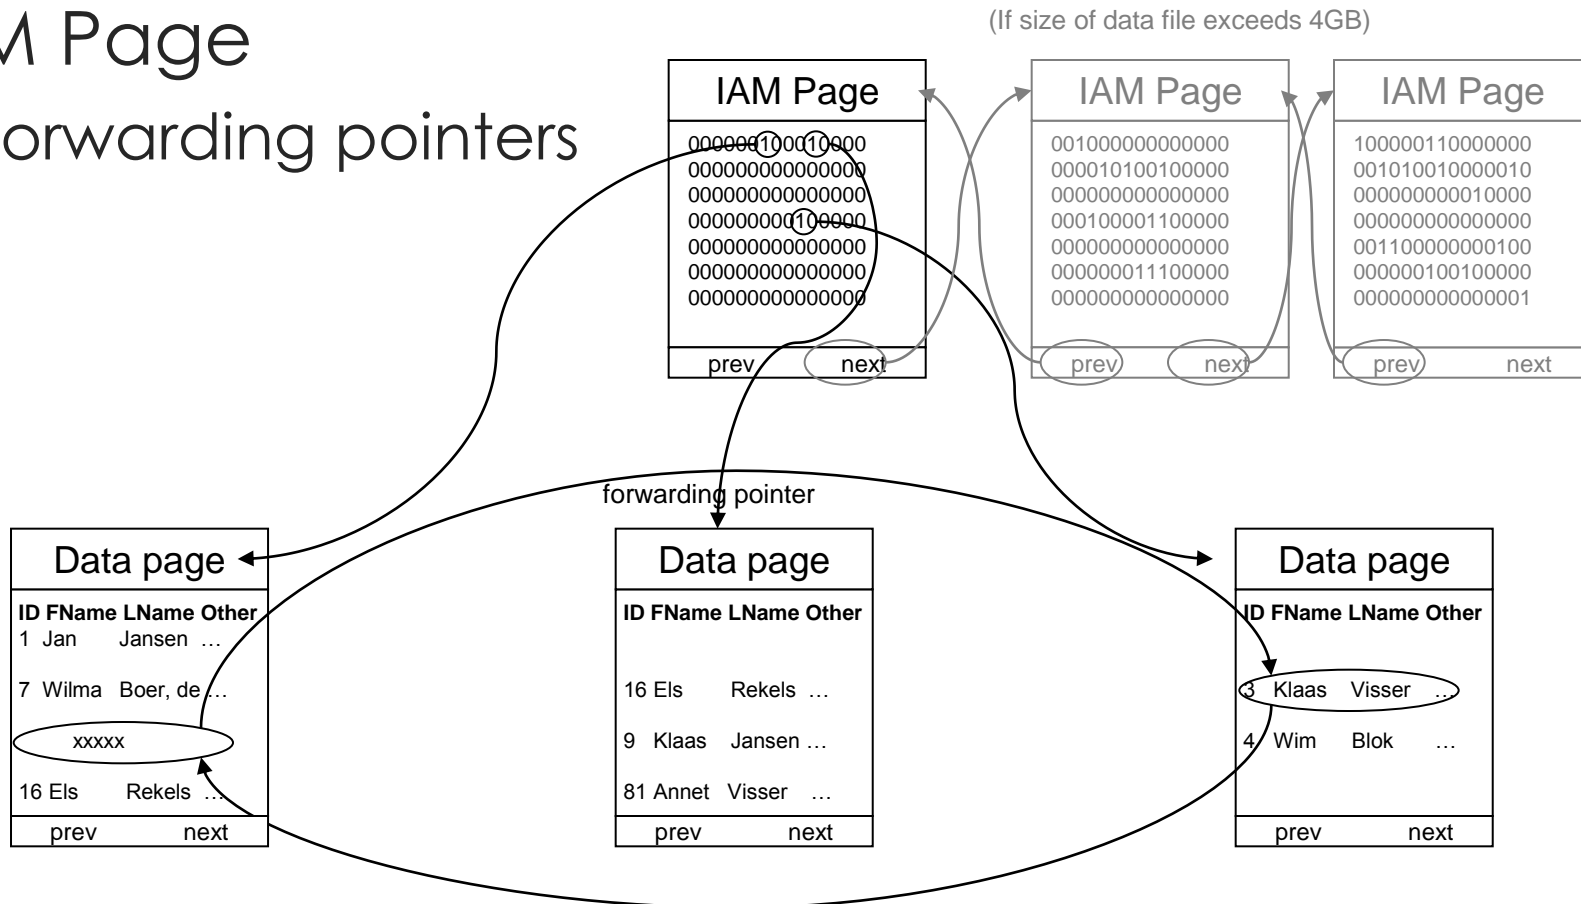 (If size of data file exceeds 4GB)
M Page
orwarding pointers
IAM Page
000000100010000
000000000000000
000000000000000
000000000100000
000000000000000
000000000000000
000000000000000
prev next
IAM Page
001000000000000
000010100100000
000000000000000
000100001100000
000000000000000
000000011100000
000000000000000
prev next
IAM Page
100000110000000
001010010000010
000000000010000
000000000000000
001100000000100
000000100100000
000000000000001
prev next
forwarding pointer
Data page
ID FName LName Other
1 Jan Jansen …
7 Wilma Boer, de …
xxxxx
16 Els Rekels …
prev next
Data page
ID FName LName Other
16 Els Rekels …
9 Klaas Jansen …
81 Annet Visser …
prev next
Data page
ID FName LName Other
3 Klaas Visser …
4 Wim Blok …
prev next